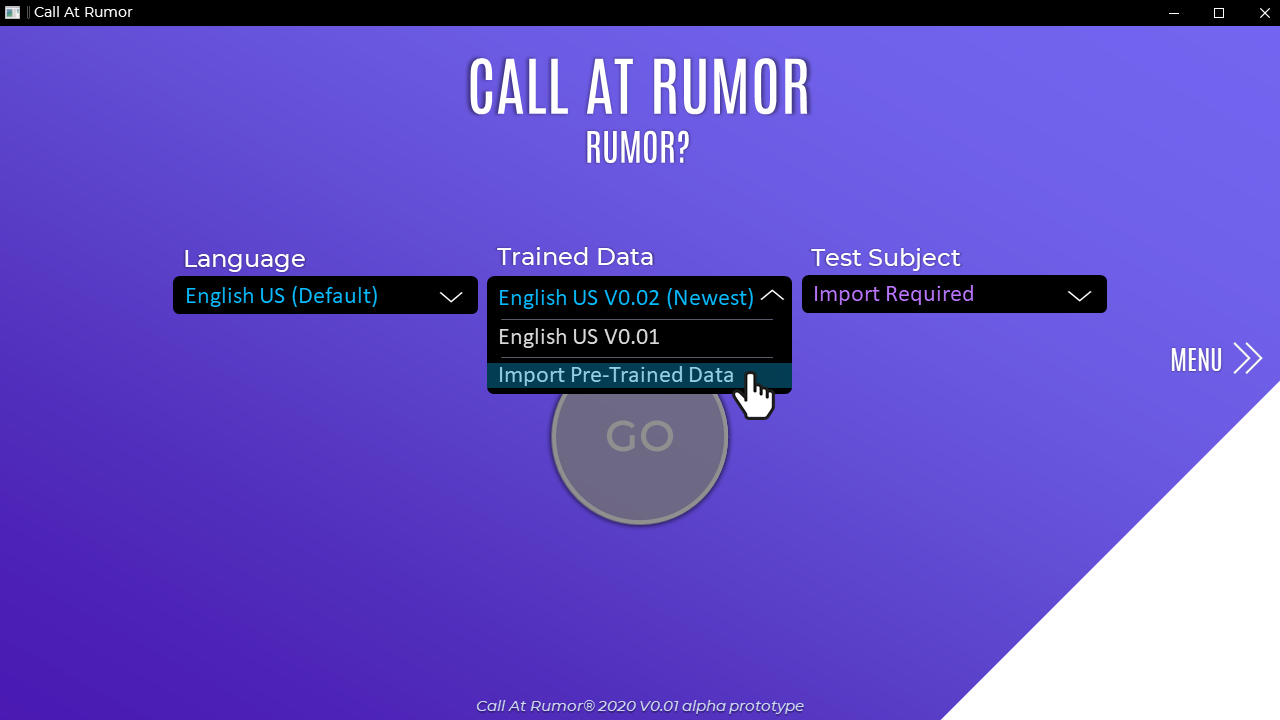 Call At Rumor
CALL AT RUMOR
RUMOR?
Language
Trained Data
Test Subject
English US (Default)
English US V0.02 (Newest)
Import Required
English US V0.01
Import Pre-Trained Data
MENU
GO
Call At Rumor® 2020 V0.01 alpha prototype